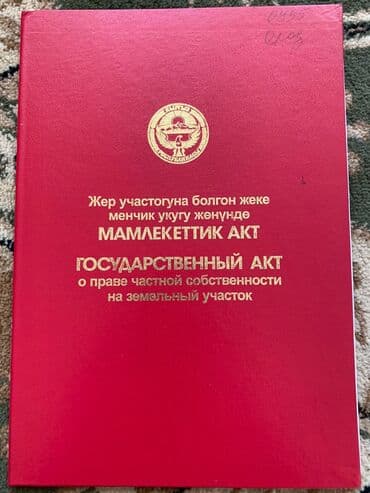 Жер участогуна болгон жеке
менчик укугу жөнүндө
МАМЛЕКЕТТИК АКТ
ГОСУДАРСТВЕННЫЙ АКТ
о праве частной собственности
на земельный участок